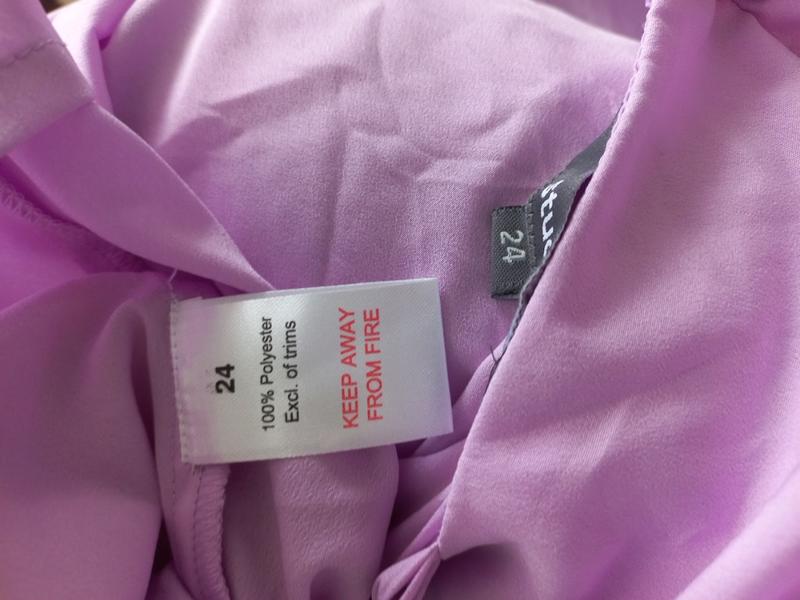 24
100% Polyester
Excl. of trims
KEEP AWAY
FROM FIRE
24